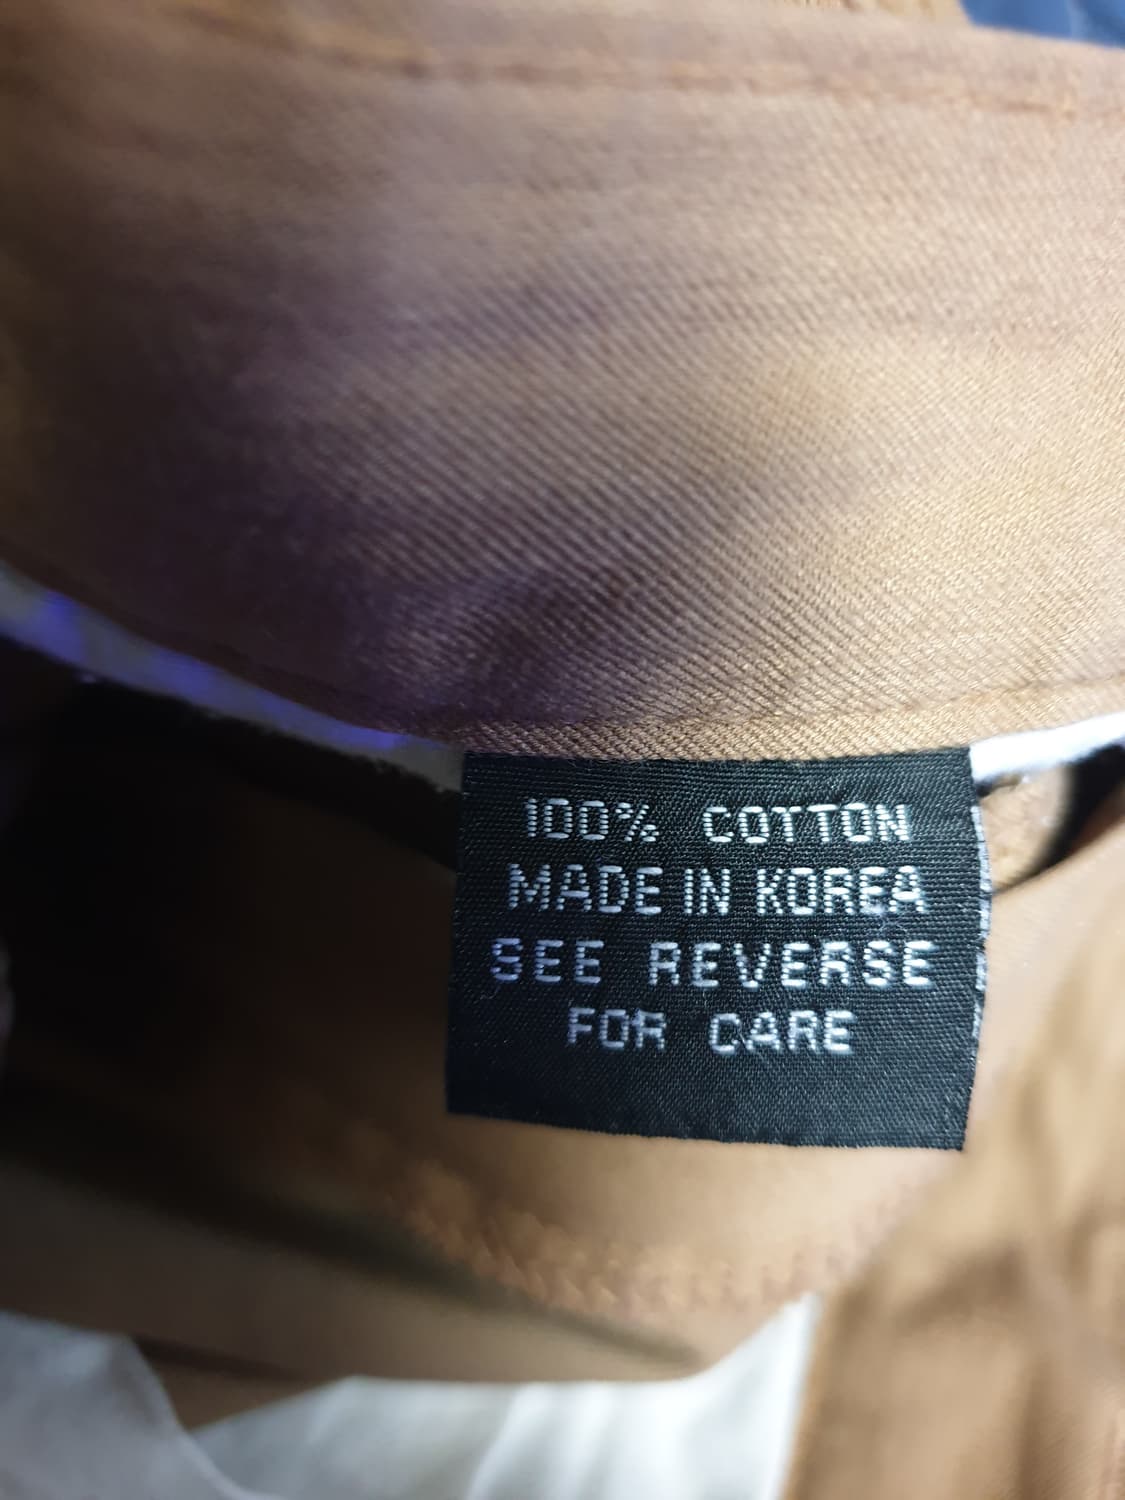 100% COTTON
MADE IN KOREA
SEE REVERSE
FOR CARE